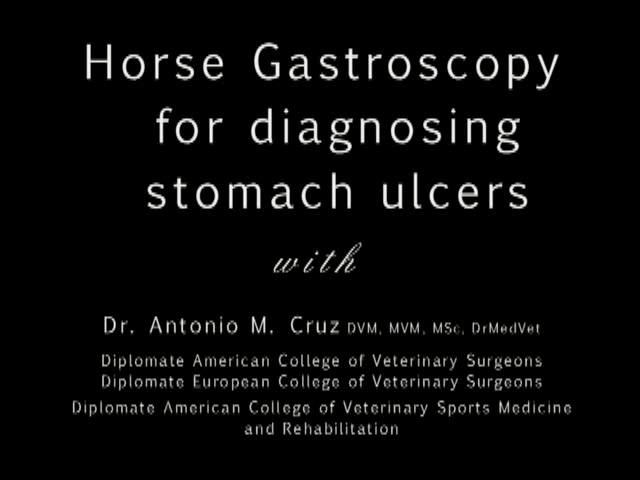 Horse Gastroscopy
for diagnosing
stomach ulcers
with
Dr. Antonio M. Cruz DVM, MVM, MSc, DrMedVet
Diplomate American College of Veterinary Surgeons
Diplomate European College of Veterinary Surgeons
Diplomate American College of Veterinary Sports Medicine
and Rehabilitation